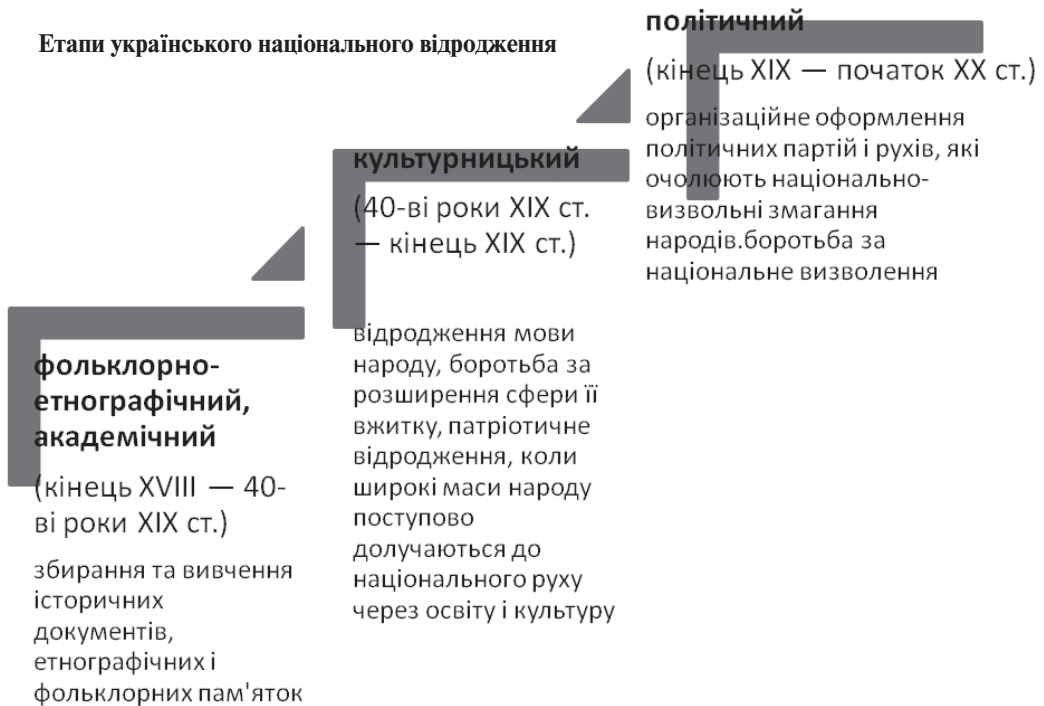 Етапи українського національного відродження
фольклорно-
етнографічний,
академічний
(кінець XVIII — 40-
ві роки XIX ст.)
збирання та вивчення
історичних
документів,
етнографічних і
фольклорних пам'яток
культурницький
(40-ві роки XIX ст.
— кінець XIX ст.)
відродження мови
народу, боротьба за
розширення сфери її
вжитку, патріотичне
відродження, коли
широкі маси народу
поступово
долучаються до
національного руху
через освіту і культуру
політичний
(кінець XIX — початок XX ст.)
організаційне оформлення
політичних партій і рухів, які
очолюють національно-
визвольні змагання
народів.боротьба за
національне визволення